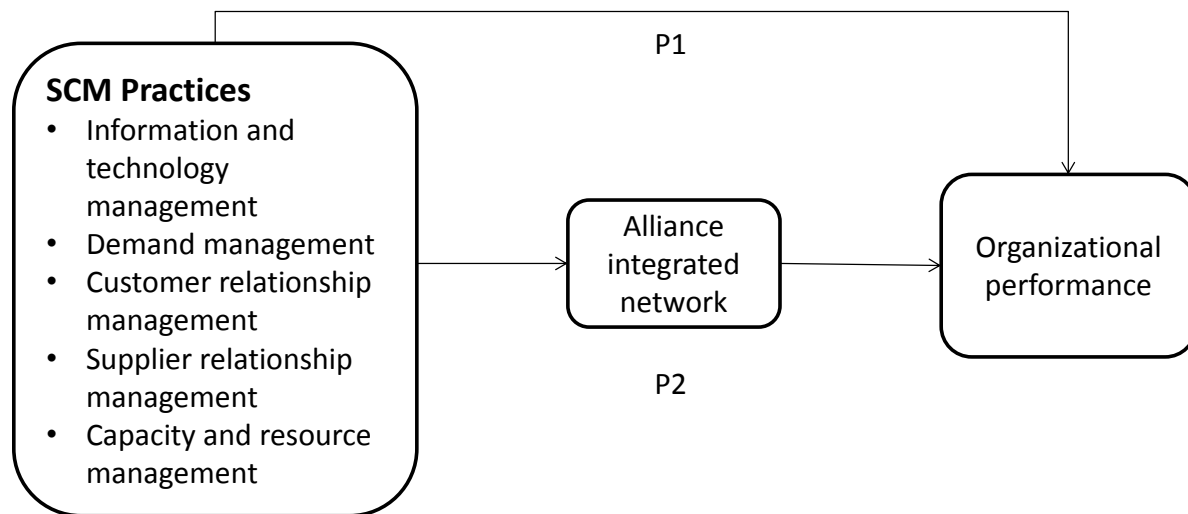 P1
SCM Practices
• Information and
technology
management
• Demand management
• Customer relationship
management
• Supplier relationship
management
• Capacity and resource
management
Alliance
integrated
network
P2
Organizational
performance